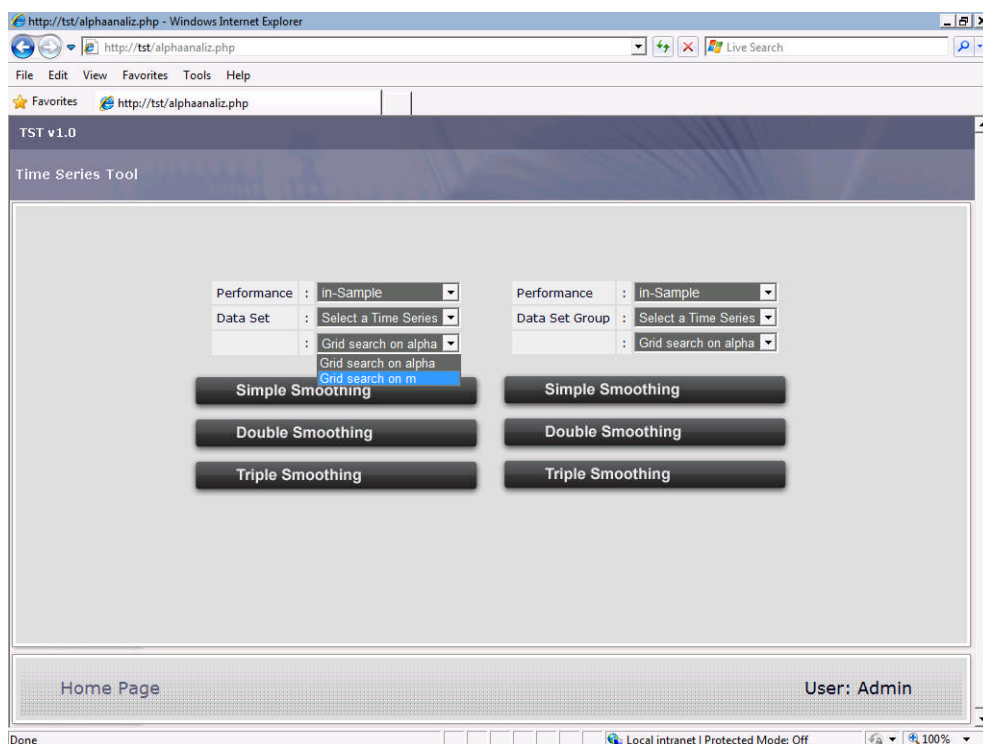 http://tst/alphaanaliz.php - Windows Internet Explorer
http://tst/alphaanaliz.php
Live Search
File Edit View Favorites Tools Help
Favorites
http://tst/alphaanaliz.php
TST v1.0
Time Series Tool
Performance : in-Sample
Data Set : Select a Time Series
: Grid search on alpha
Grid search on alpha
Grid search on m
Simple Smoothing
Double Smoothing
Triple Smoothing
Performance : in-Sample
Data Set Group : Select a Time Series
: Grid search on alpha
Simple Smoothing
Double Smoothing
Triple Smoothing
Home Page
User: Admin
Done
Local intranet | Protected Mode: Off
100%